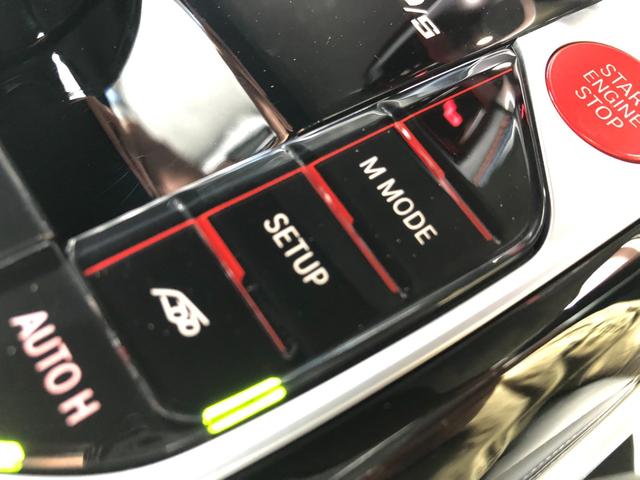 /S
START
ENGINE
STOP
M MODE
SETUP
AUTO H